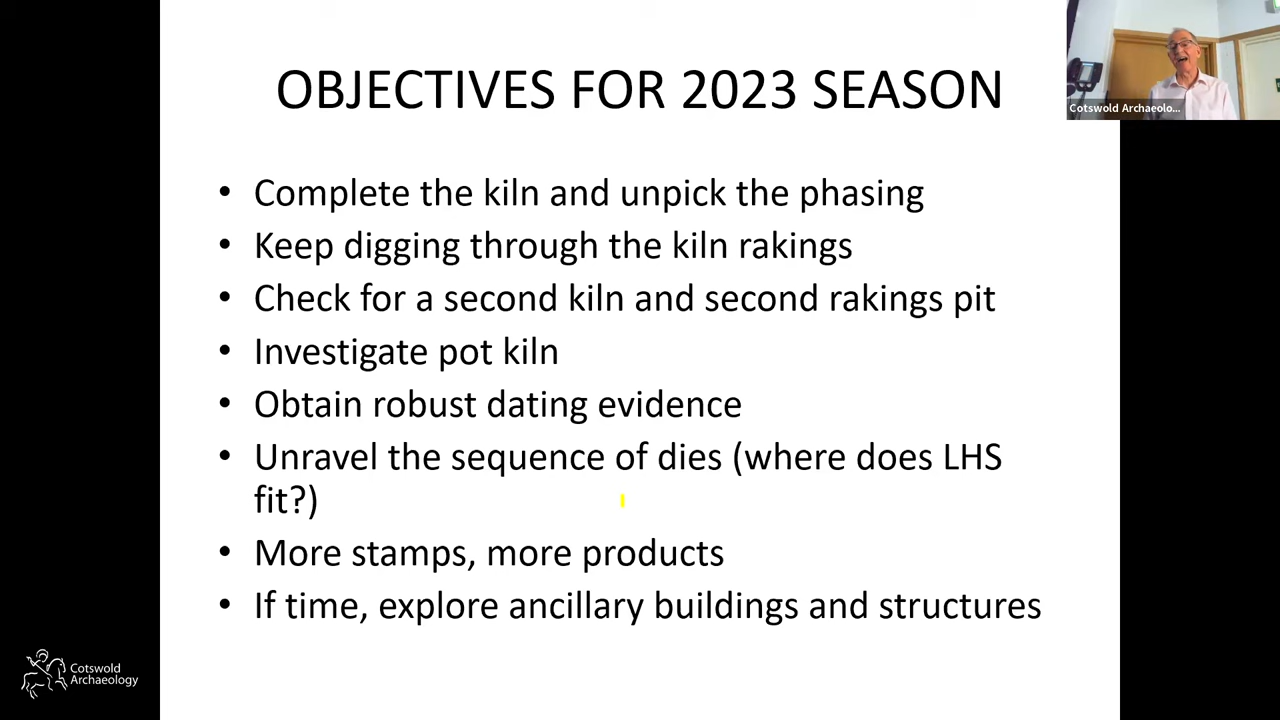 OBJECTIVES FOR 2023 SEASON
Cotswold Archaeolo...
• Complete the kiln and unpick the phasing
• Keep digging through the kiln rakings
• Check for a second kiln and second rakings pit
• Investigate pot kiln
• Obtain robust dating evidence
• Unravel the sequence of dies (where does LHS
fit?)
• More stamps, more products
• If time, explore ancillary buildings and structures
Cotswold
Archaeology